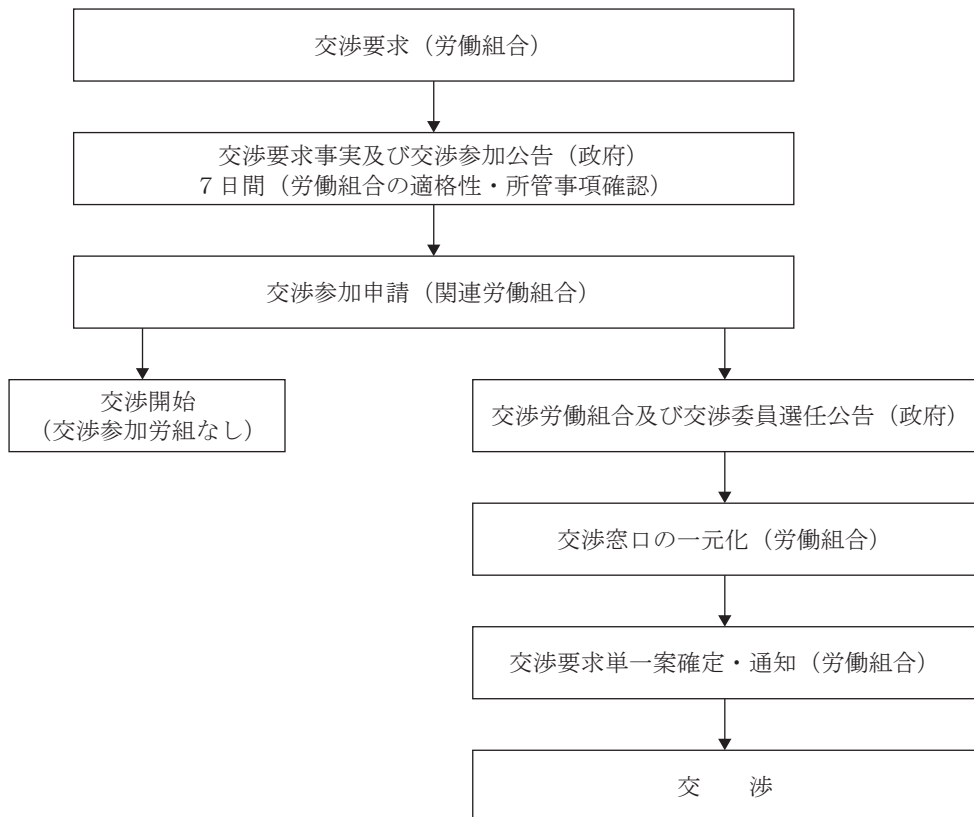 交渉要求（労働組合）
交渉要求事実及び交渉参加公告（政府）
７日間（労働組合の適格性・所管事項確認）
交渉参加申請（関連労働組合）
交渉開始
（交渉参加労組なし）
交渉労働組合及び交渉委員選任公告（政府）
交渉窓口の一元化（労働組合）
交渉要求単一案確定・通知（労働組合）
交　　渉